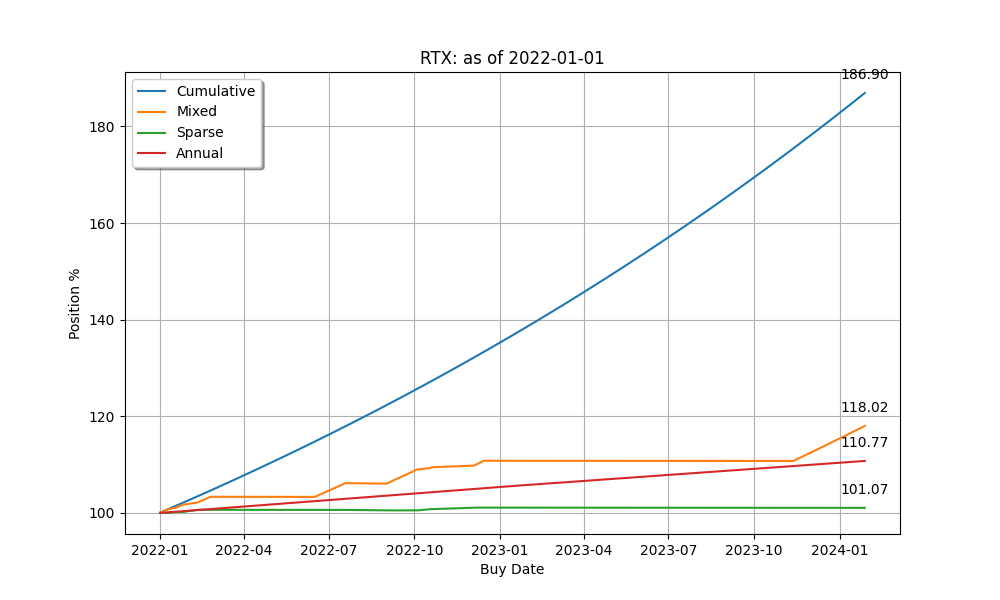 RTX: as of 2022-01-01
186.90
Cumulative
Mixed
Sparse
Annual
180
160
140
120
100
Position %
118.02
110.77
101.07
2022-01
2022-04
2022-07
2022-10
2023-01
2023-04
2023-07
2023-10
2024-01
Buy Date